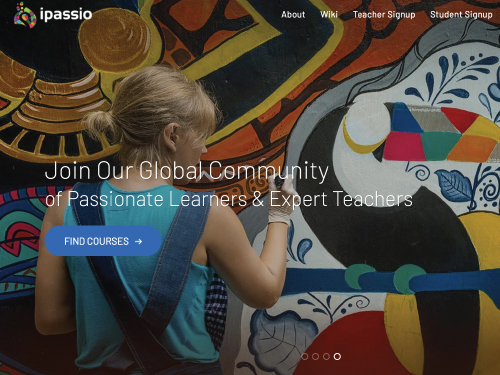 ipassio
About Wiki Teacher Signup Student Signup
Join Our Global Community
of Passionate Learners & Expert Teachers
FIND COURSES →